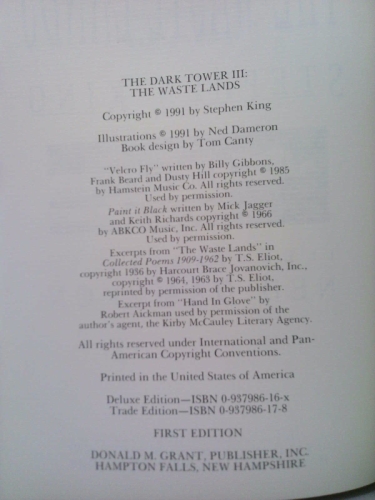 THE DARK TOWER III:
THE WASTE LANDS
Copyright © 1991 by Stephen King
Illustrations © 1991 by Ned Dameron
Book design by Tom Canty
"Velcro Fly" written by Billy Gibbons,
Frank Beard and Dusty Hill copyright © 1985
by Hamstein Music Co. All rights reserved.
Used by permission.
Paint it Black written by Mick Jagger
and Keith Richards copyright © 1966
by ABKCO Music, Inc. All rights reserved.
Used by permission.
Excerpts from "The Waste Lands" in
Collected Poems 1909-1962 by T.S. Eliot,
copyright 1936 by Harcourt Brace Jovanovich, Inc.,
copyright © 1964, 1963 by T.S. Eliot,
reprinted by permission of the publisher.
Excerpt from "Hand In Glove" by
Robert Aickman used by permission of the
author's agent, the Kirby McCauley Literary Agency.
All rights reserved under International and Pan-
American Copyright Conventions.
Printed in the United States of America
Deluxe Edition—ISBN 0-937986-16-x
Trade Edition—ISBN 0-937986-17-8
FIRST EDITION
DONALD M. GRANT, PUBLISHER, INC.
HAMPTON FALLS, NEW HAMPSHIRE